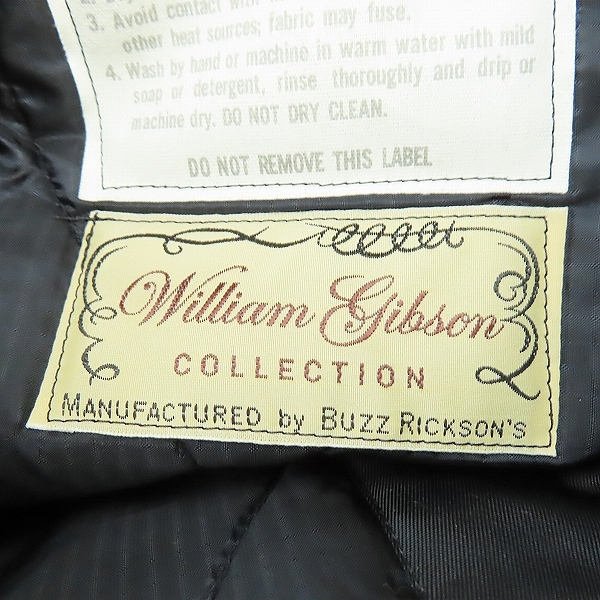 3. Avoid contact with
other heat sources; fabric may fuse.
4. Wash by hand or machine in warm water with mild
soap or detergent, rinse thoroughly and drip or
machine dry. DO NOT DRY CLEAN.
DO NOT REMOVE THIS LABEL
William Gibson
COLLECTION
MANUFACTURED by BUZZ RICKSON'S